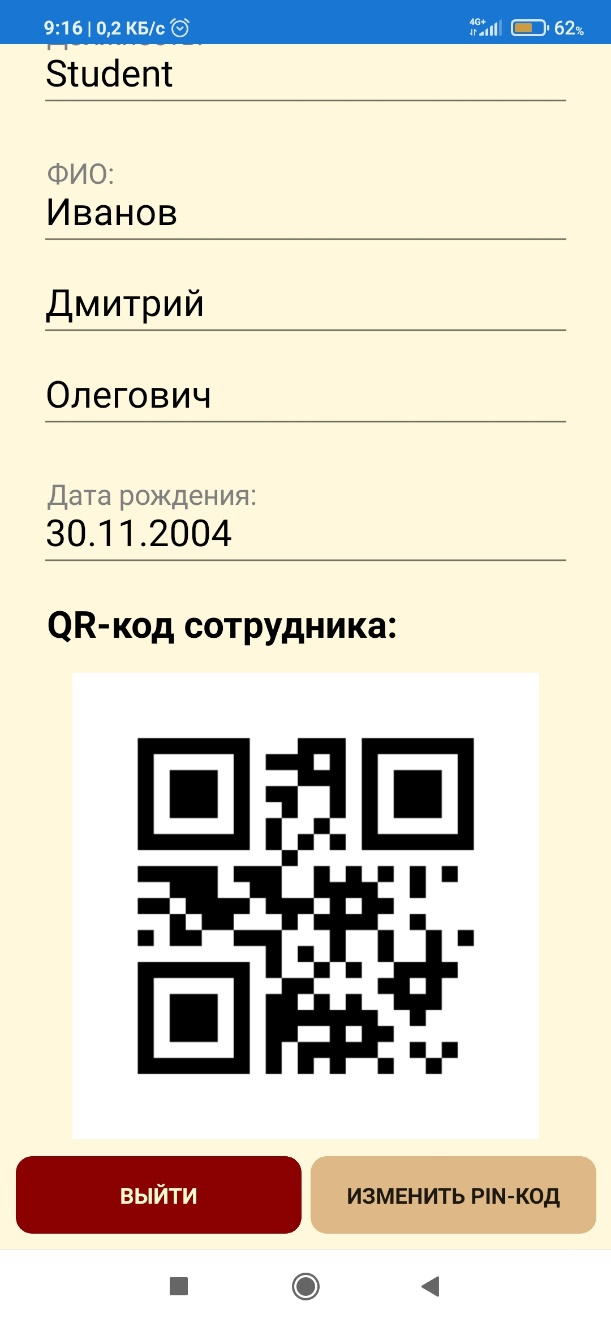 9:16 | 0,2 КБ/с 4G+ 62%
Student
ФИО:
Иванов
Дмитрий
Олегович
Дата рождения:
30.11.2004
QR-код сотрудника:
ВЫЙТИ ИЗМЕНИТЬ PIN-КОД